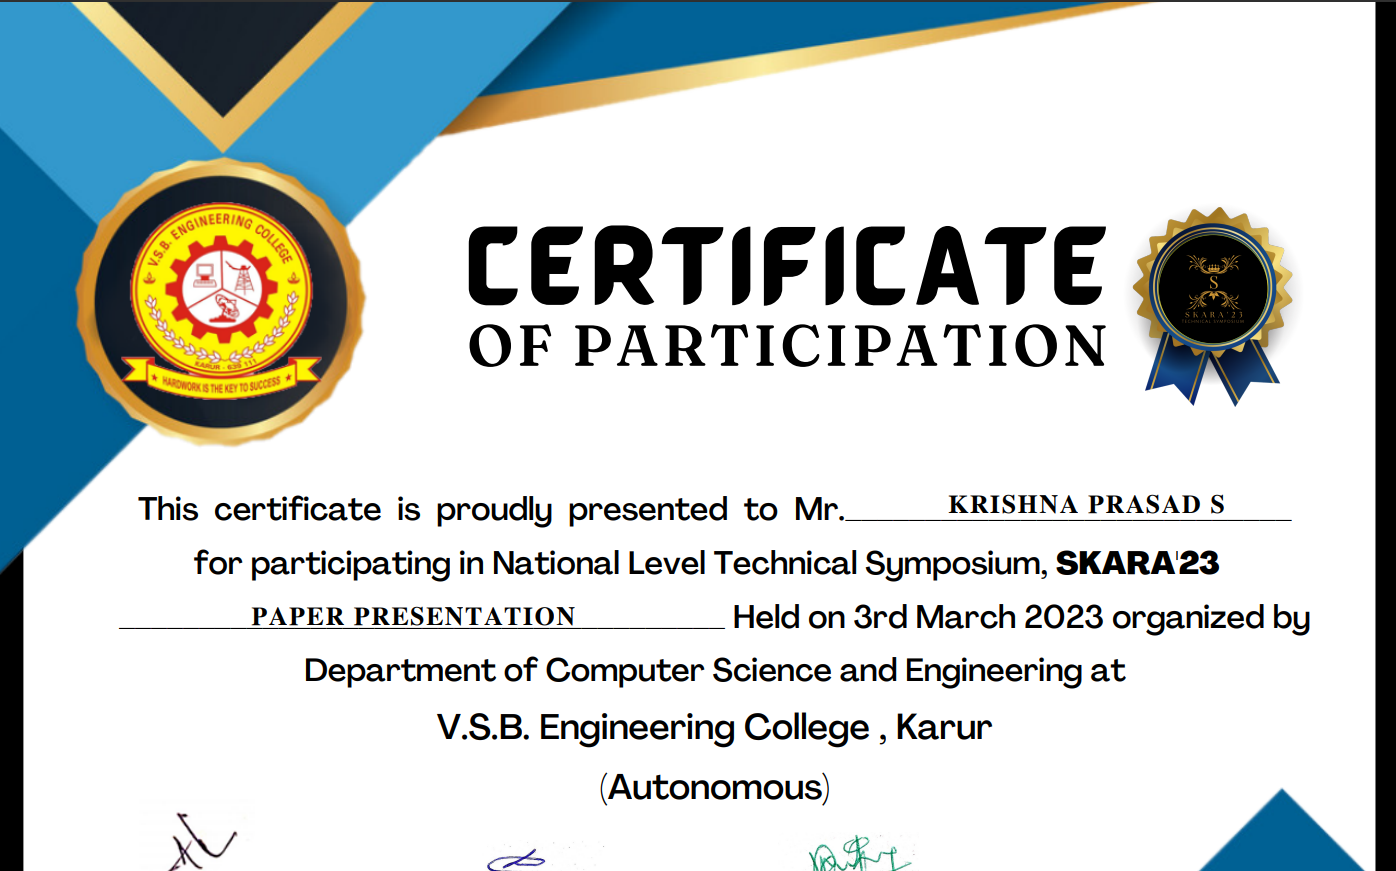 V.S.B. ENGINEERING COLLEGE
KARUR - 639 111
HARDWORK IS THE KEY TO SUCCESS
CERTIFICATE
OF PARTICIPATION
S
SKARA'23
TECHNICAL SYMPOSIUM
This certificate is proudly presented to Mr. KRISHNA PRASAD S
for participating in National Level Technical Symposium, SKARA'23
PAPER PRESENTATION Held on 3rd March 2023 organized by
Department of Computer Science and Engineering at
V.S.B. Engineering College , Karur
(Autonomous)